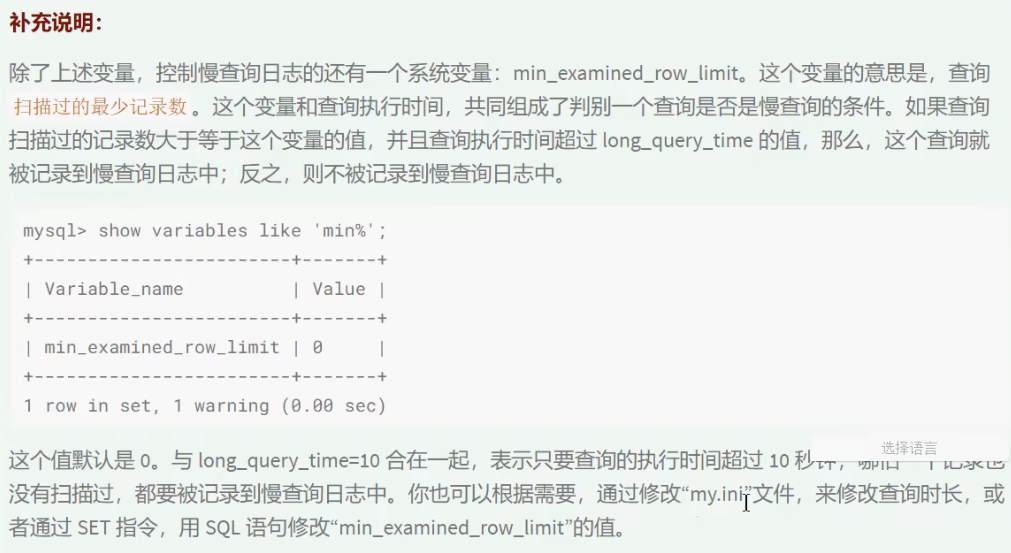 补充说明：
除了上述变量，控制慢查询日志的还有一个系统变量：min_examined_row_limit。这个变量的意思是，查询
扫描过的最少记录数。这个变量和查询执行时间，共同组成了判别一个查询是否是慢查询的条件。如果查询
扫描过的记录数大于等于这个变量的值，并且查询执行时间超过 long_query_time 的值，那么，这个查询就
被记录到慢查询日志中；反之，则不被记录到慢查询日志中。
mysql> show variables like 'min%';
+------------------------+-------+
| Variable_name          | Value |
+------------------------+-------+
| min_examined_row_limit | 0     |
+------------------------+-------+
1 row in set, 1 warning (0.00 sec)
选择语言
这个值默认是 0。与 long_query_time=10 合在一起，表示只要查询的执行时间超过 10 秒钟，哪怕一个记录也
没有扫描过，都要被记录到慢查询日志中。你也可以根据需要，通过修改“my.ini”文件，来修改查询时长，或
者通过 SET 指令，用 SQL 语句修改“min_examined_row_limit”的值。